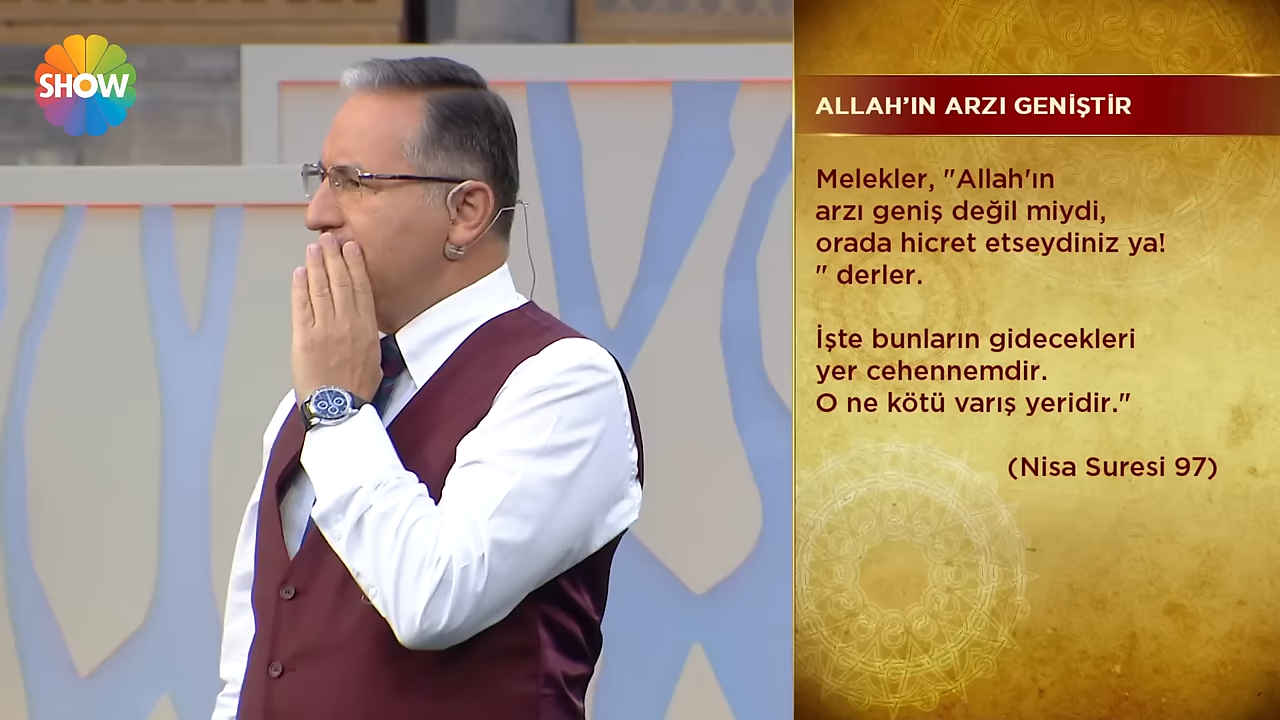 SHOW
ALLAH’IN ARZI GENİŞTİR
Melekler, "Allah'ın
arzı geniş değil miydi,
orada hicret etseydiniz ya!
" derler.
İşte bunların gidecekleri
yer cehennemdir.
O ne kötü varış yeridir."
(Nisa Suresi 97)